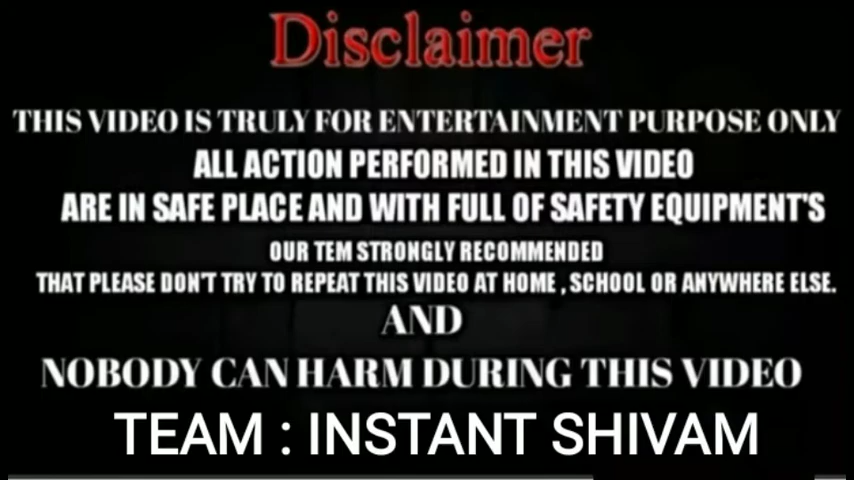 Disclaimer
THIS VIDEO IS TRULY FOR ENTERTAINMENT PURPOSE ONLY
ALL ACTION PERFORMED IN THIS VIDEO
ARE IN SAFE PLACE AND WITH FULL OF SAFETY EQUIPMENT'S
OUR TEM STRONGLY RECOMMENDED
THAT PLEASE DON'T TRY TO REPEAT THIS VIDEO AT HOME , SCHOOL OR ANYWHERE ELSE.
AND
NOBODY CAN HARM DURING THIS VIDEO
TEAM : INSTANT SHIVAM